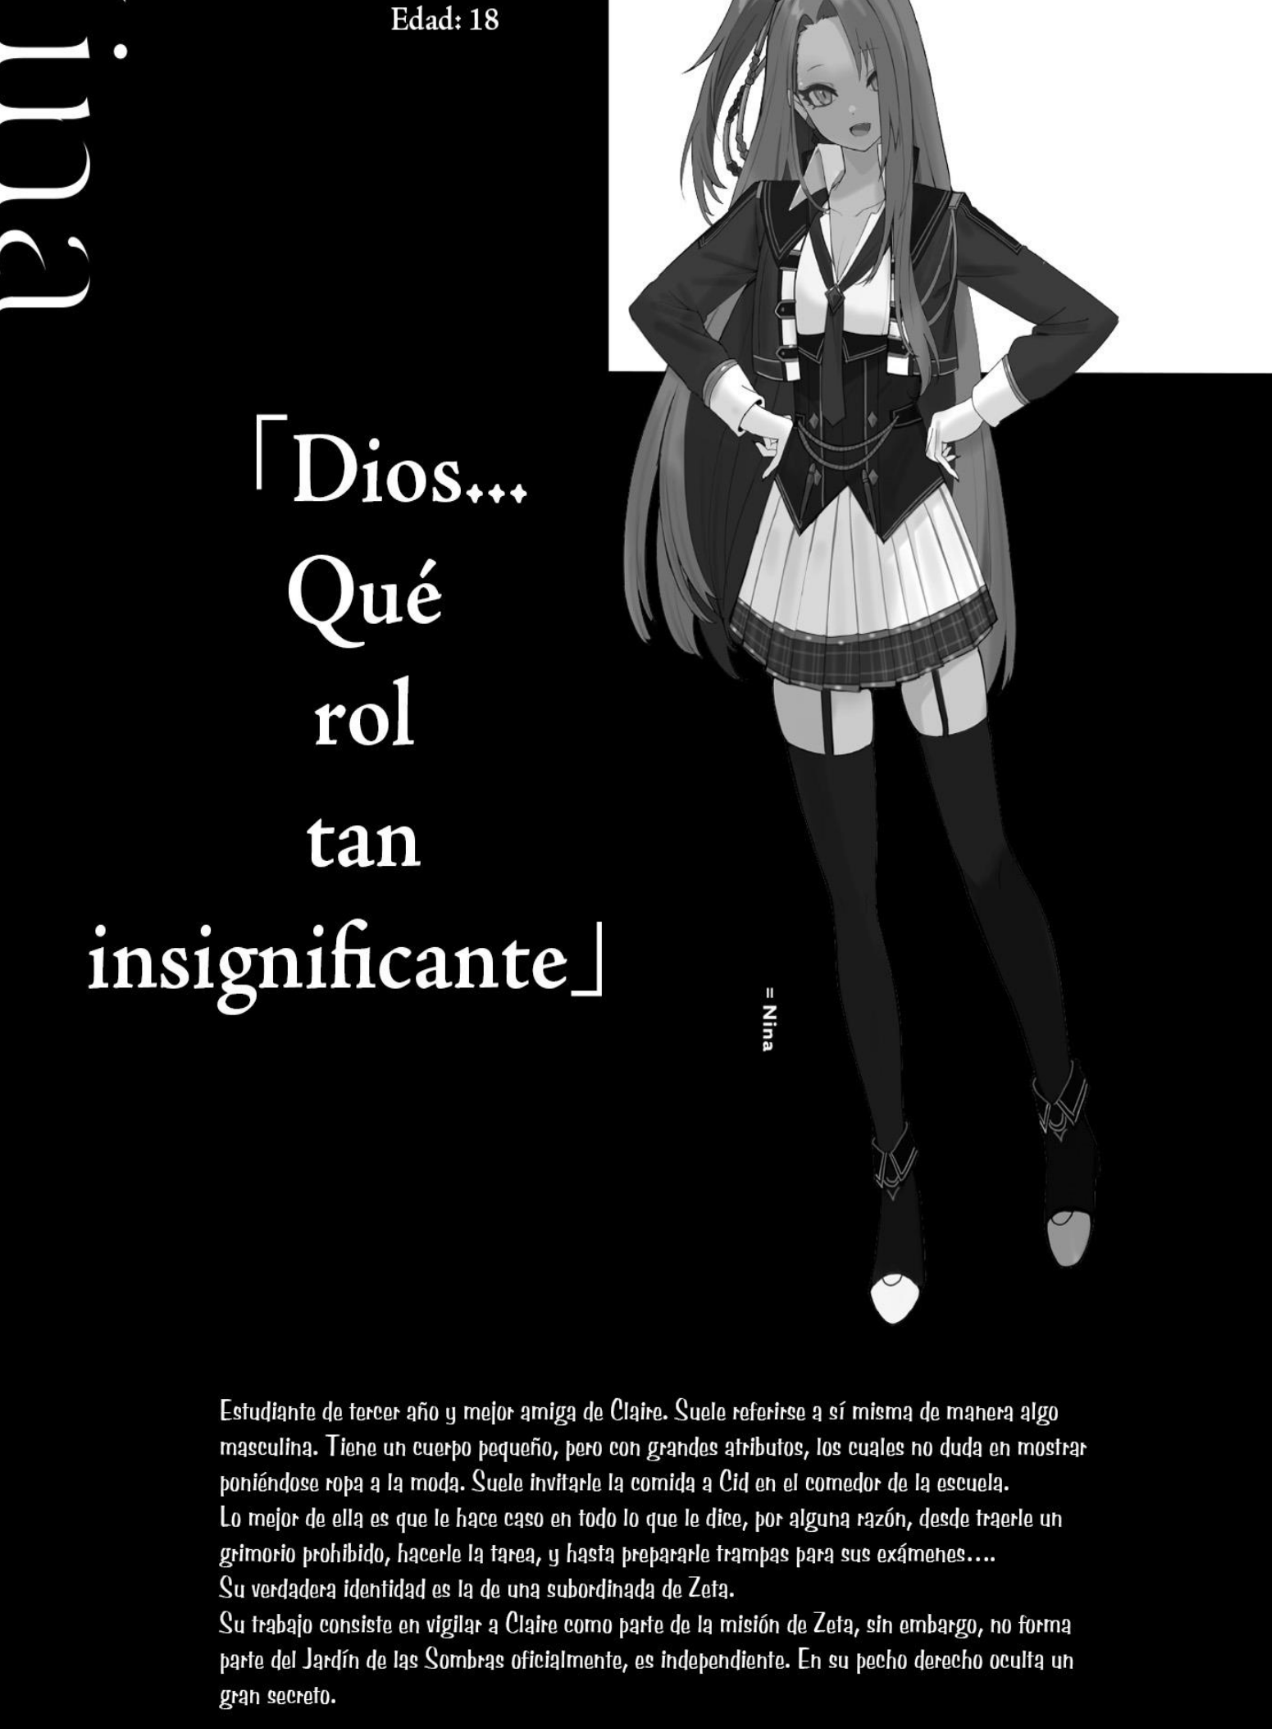 Edad: 18
「Dios...
Qué
rol
tan
insignificante」
= Nina
Estudiante de tercer año y mejor amiga de Claire. Suele referirse a sí misma de manera algo
masculina. Tiene un cuerpo pequeño, pero con grandes atributos, los cuales no duda en mostrar
poniéndose ropa a la moda. Suele invitarle la comida a Cid en el comedor de la escuela.
Lo mejor de ella es que le hace caso en todo lo que le dice, por alguna razón, desde traerle un
grimorio prohibido, hacerle la tarea, y hasta prepararle trampas para sus exámenes....
Su verdadera identidad es la de una subordinada de Zeta.
Su trabajo consiste en vigilar a Claire como parte de la misión de Zeta, sin embargo, no forma
parte del Jardín de las Sombras oficialmente, es independiente. En su pecho derecho oculta un
gran secreto.